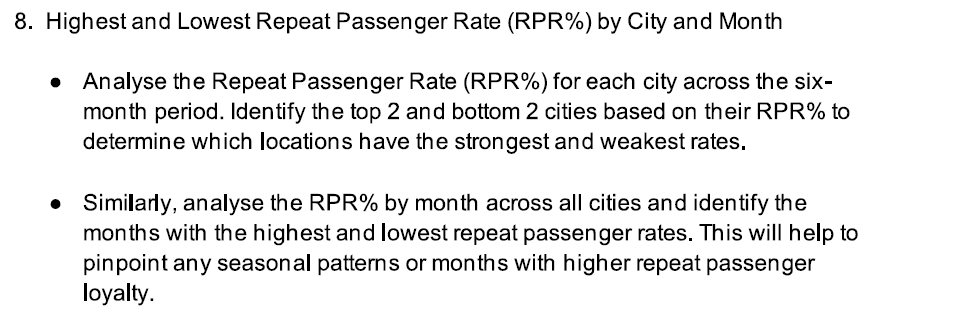 8. Highest and Lowest Repeat Passenger Rate (RPR%) by City and Month
• Analyse the Repeat Passenger Rate (RPR%) for each city across the six-
month period. Identify the top 2 and bottom 2 cities based on their RPR% to
determine which locations have the strongest and weakest rates.
• Similarly, analyse the RPR% by month across all cities and identify the
months with the highest and lowest repeat passenger rates. This will help to
pinpoint any seasonal patterns or months with higher repeat passenger
loyalty.